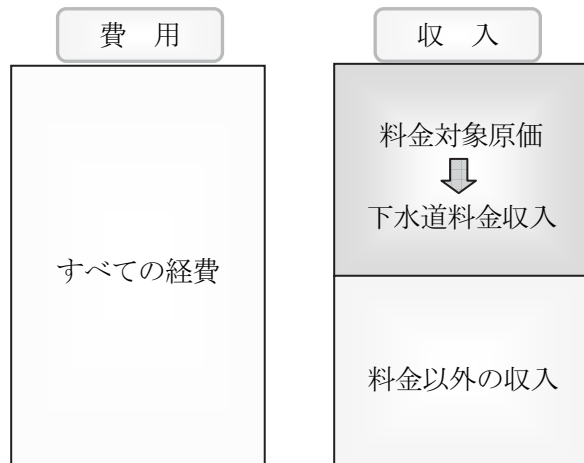 費　用
収　入
すべての経費
料金対象原価
下水道料金収入
料金以外の収入